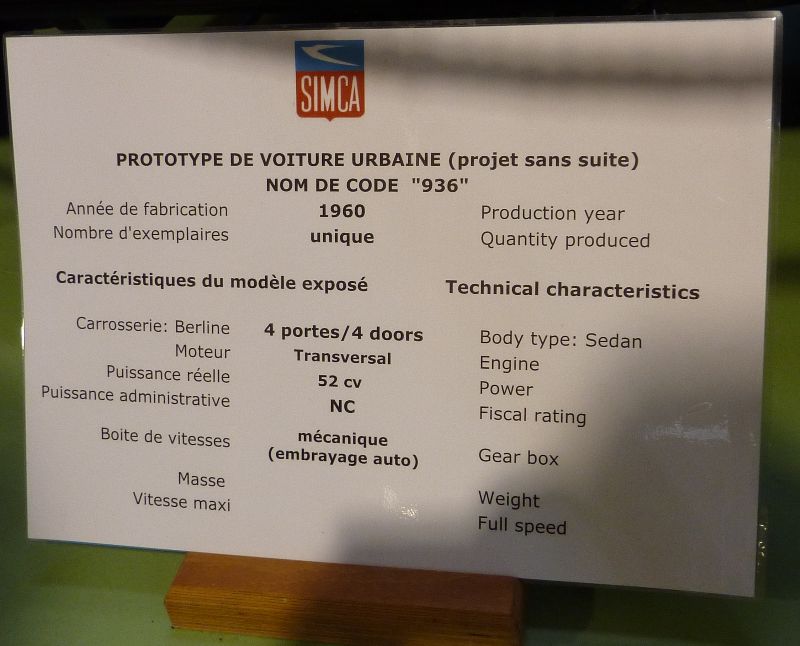 SIMCA
PROTOTYPE DE VOITURE URBAINE (projet sans suite)
NOM DE CODE "936"
Année de fabrication 1960 Production year
Nombre d'exemplaires unique Quantity produced
Caractéristiques du modèle exposé Technical characteristics
Carrosserie: Berline 4 portes/4 doors Body type: Sedan
Moteur Transversal Engine
Puissance réelle 52 cv Power
Puissance administrative NC Fiscal rating
Boite de vitesses mécanique Gear box
(embrayage auto)
Masse Weight
Vitesse maxi Full speed